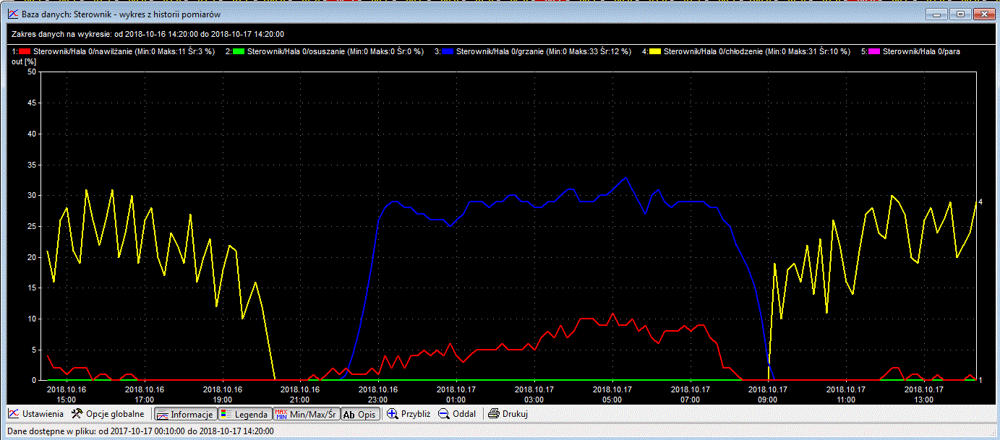 Baza danych: Sterownik - wykres z historii pomiarów
Zakres danych na wykresie: od 2018-10-16 14:20:00 do 2018-10-17 14:20:00
1: Sterownik/Hala 0/nawilżanie (Min:0 Maks:11 Śr:3 %) 2: Sterownik/Hala 0/osuszanie (Min:0 Maks:0 Śr:0 %) 3: Sterownik/Hala 0/grzanie (Min:0 Maks:33 Śr:12 %) 4: Sterownik/Hala 0/chłodzenie (Min:0 Maks:31 Śr:10 %) 5: Sterownik/Hala 0/para
out [%]
50
45
40
35
30
4
25
20
15
10
5
0
1
2018.10.16 2018.10.16 2018.10.16 2018.10.16 2018.10.16 2018.10.17 2018.10.17 2018.10.17 2018.10.17 2018.10.17 2018.10.17 2018.10.17
15:00 17:00 19:00 21:00 23:00 01:00 03:00 05:00 07:00 09:00 11:00 13:00
Ustawienia Opcje globalne Informacje Legenda MAX MIN Min/Max/Śr Ab Opis Przybliż Oddal Drukuj
Dane dostępne w pliku: od 2017-10-17 00:10:00 do 2018-10-17 14:20:00